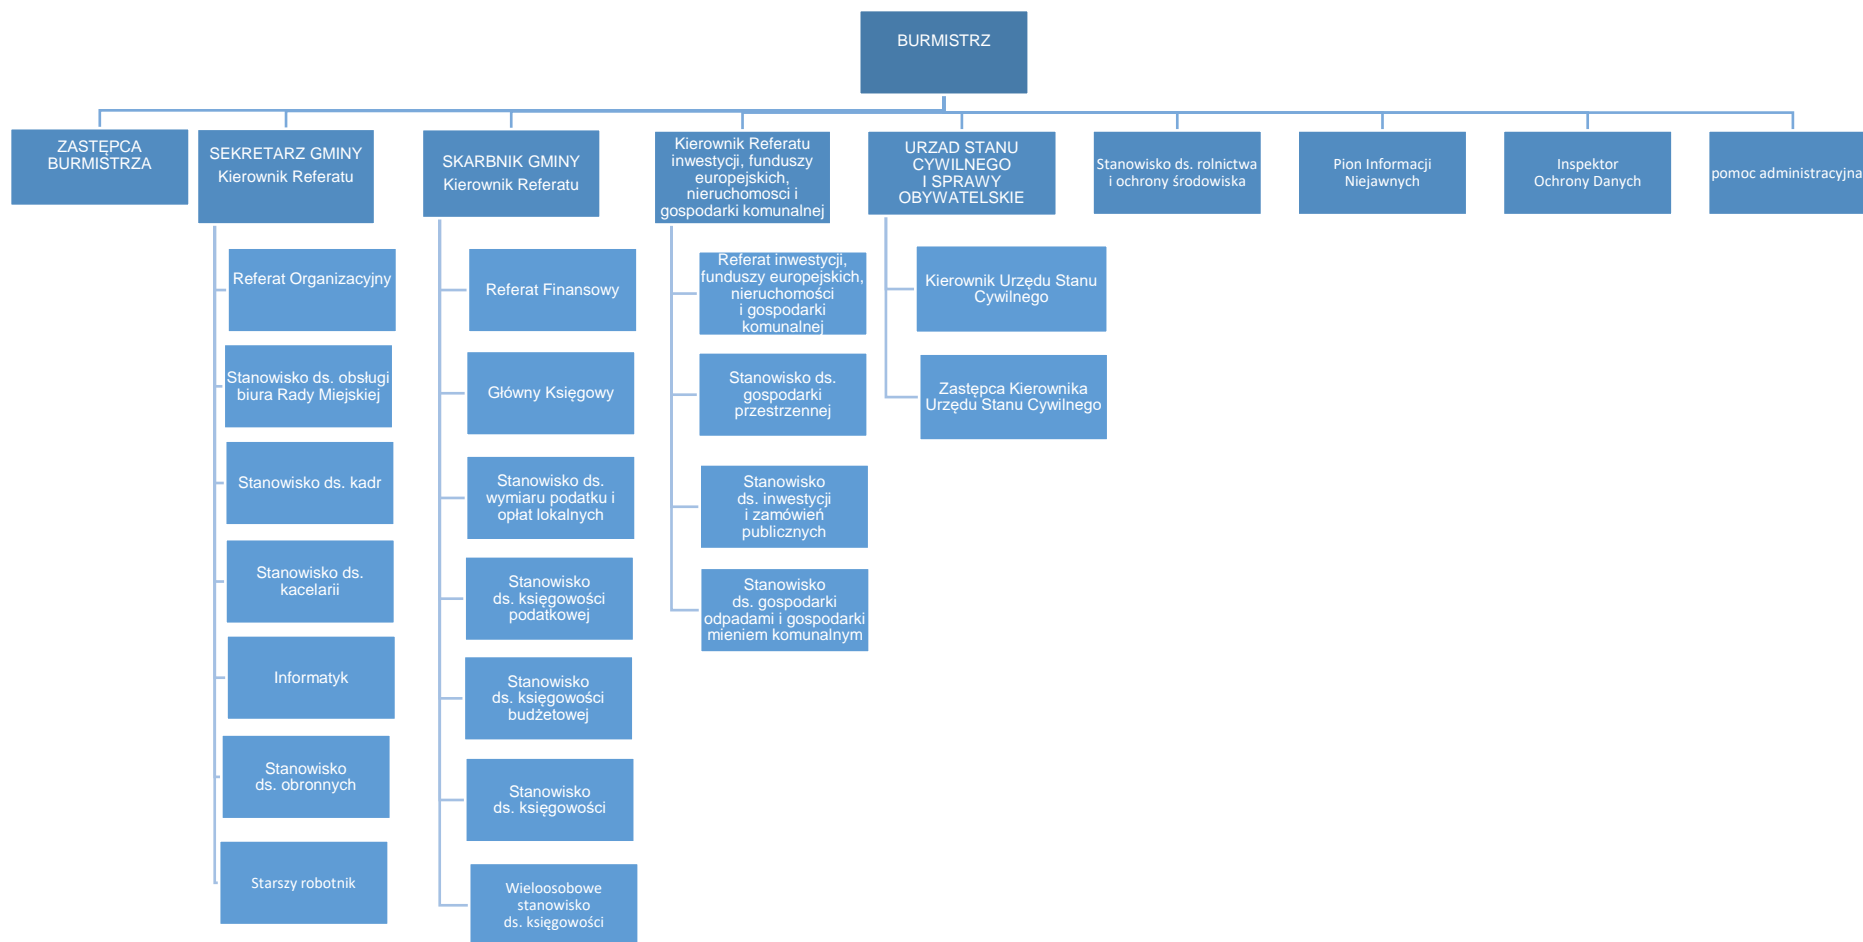 BURMISTRZ
ZASTĘPCA
BURMISTRZA
SEKRETARZ GMINY
Kierownik Referatu
SKARBNIK GMINY
Kierownik Referatu
Kierownik Referatu
inwestycji, funduszy
europejskich,
nieruchomosci i
gospodarki komunalnej
URZAD STANU
CYWILNEGO
I SPRAWY
OBYWATELSKIE
Stanowisko ds. rolnictwa
i ochrony środowiska
Pion Informacji
Niejawnych
Inspektor
Ochrony Danych
pomoc administracyjna
Referat Organizacyjny
Stanowisko ds. obsługi
biura Rady Miejskiej
Stanowisko ds. kadr
Stanowisko ds.
kacelarii
Informatyk
Stanowisko
ds. obronnych
Starszy robotnik
Referat Finansowy
Główny Księgowy
Stanowisko ds.
wymiaru podatku i
opłat lokalnych
Stanowisko
ds. księgowości
podatkowej
Stanowisko
ds. księgowości
budżetowej
Stanowisko
ds. księgowości
Wieloosobowe
stanowisko
ds. księgowości
Referat inwestycji,
funduszy europejskich,
nieruchomości
i gospodarki
komunalnej
Stanowisko ds.
gospodarki
przestrzennej
Stanowisko
ds. inwestycji
i zamówień
publicznych
Stanowisko
ds. gospodarki
odpadami i gospodarki
mieniem komunalnym
Kierownik Urzędu Stanu
Cywilnego
Zastępca Kierownika
Urzędu Stanu Cywilnego